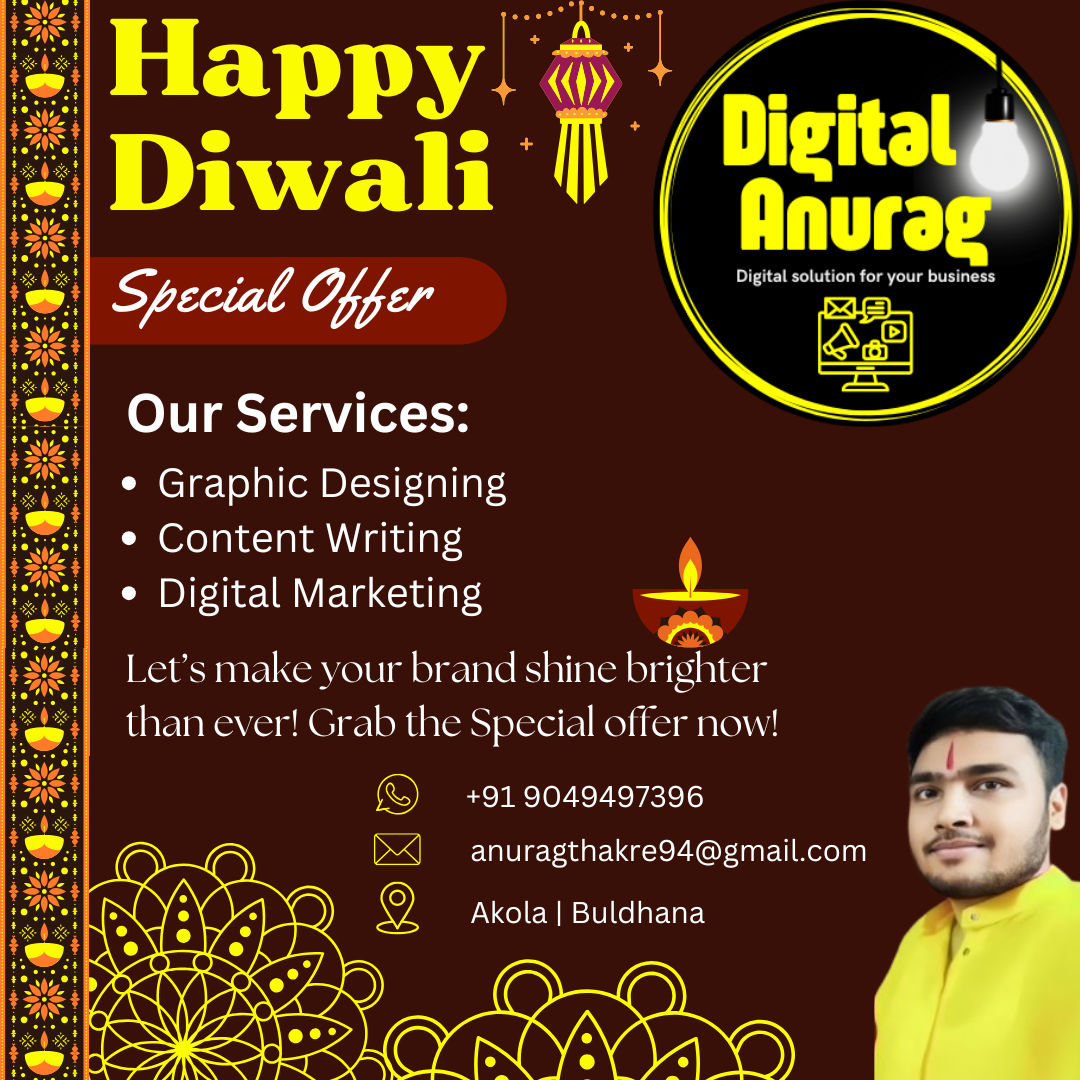 Happy
Diwali
Digital
Anurag
Digital solution for your business
Special Offer
Our Services:
• Graphic Designing
• Content Writing
• Digital Marketing
Let’s make your brand shine brighter
than ever! Grab the Special offer now!
+91 9049497396
anuragthakre94@gmail.com
Akola | Buldhana